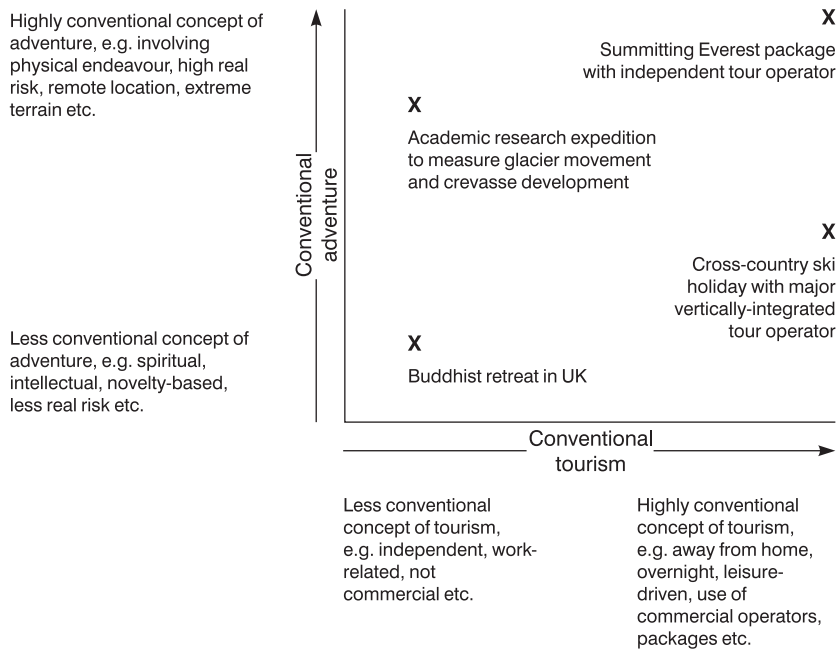 Highly conventional concept of
adventure, e.g. involving
physical endeavour, high real
risk, remote location, extreme
terrain etc.
Less conventional concept of
adventure, e.g. spiritual,
intellectual, novelty-based,
less real risk etc.
Conventional
adventure
X
Summitting Everest package
with independent tour operator
X
Academic research expedition
to measure glacier movement
and crevasse development
X
Cross-country ski
holiday with major
vertically-integrated
tour operator
X
Buddhist retreat in UK
Conventional
tourism
Less conventional
concept of tourism,
e.g. independent, work-
related, not
commercial etc.
Highly conventional
concept of tourism,
e.g. away from home,
overnight, leisure-
driven, use of
commercial operators,
packages etc.